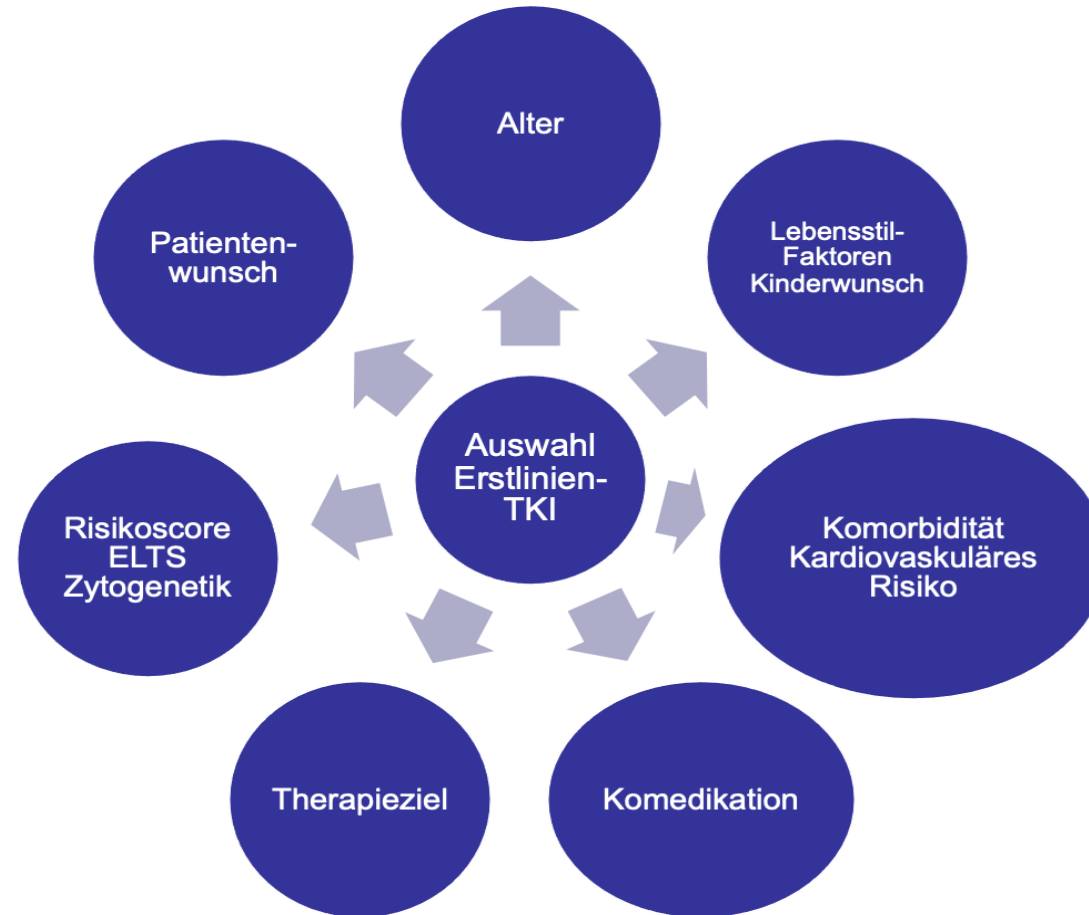 Alter
Lebensstil-
Faktoren
Kinderwunsch
Patienten-
wunsch
Auswahl
Erstlinien-
TKI
Risikoscore
ELTS
Zytogenetik
Komorbidität
Kardiovaskuläres
Risiko
Therapieziel
Komedikation